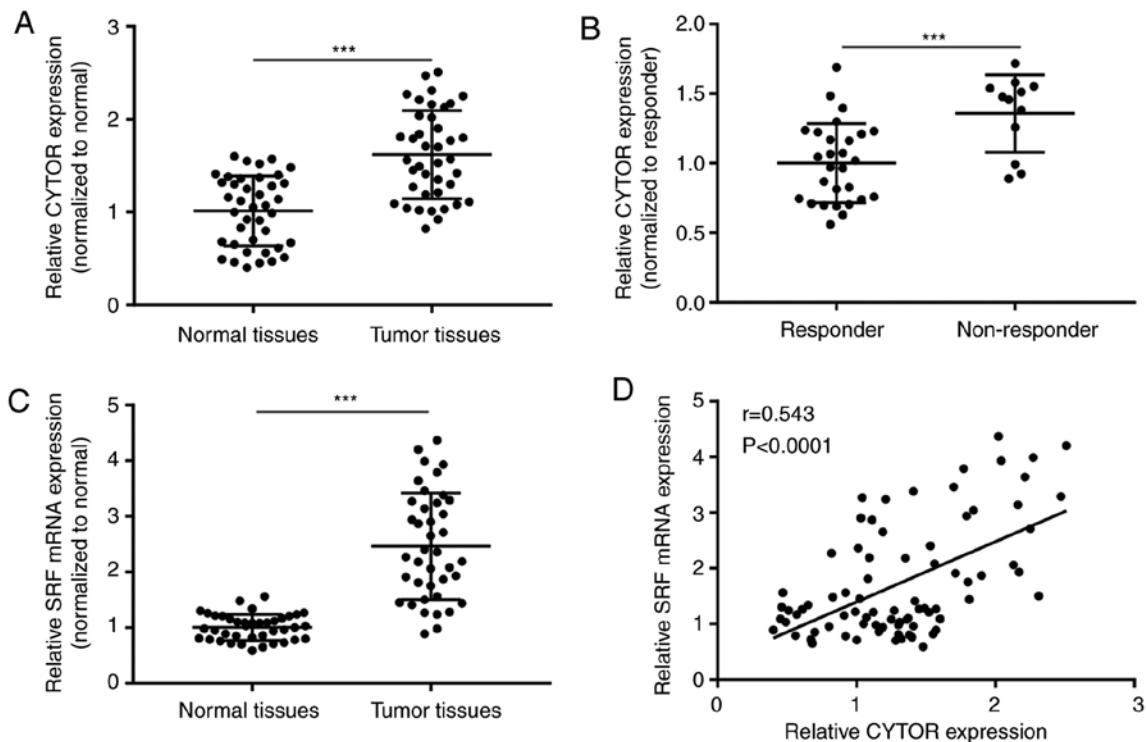 A
Relative CYTOR expression
(normalized to normal)
3
2
1
0
***
Normal tissues
Tumor tissues
B
Relative CYTOR expression
(normalized to responder)
2.0
1.5
1.0
0.5
0.0
***
Responder
Non-responder
C
Relative SRF mRNA expression
(normalized to normal)
5
4
3
2
1
0
***
Normal tissues
Tumor tissues
D
Relative SRF mRNA expression
5
4
3
2
1
0
r=0.543
P<0.0001
0
1
2
3
Relative CYTOR expression